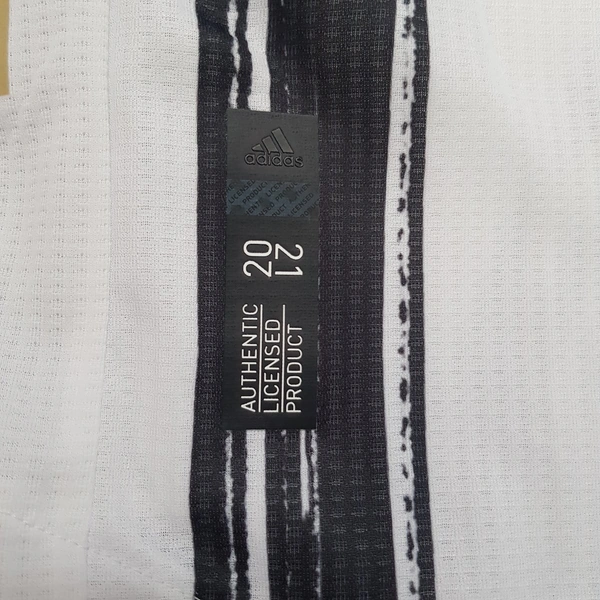 adidas
20
21
AUTHENTIC
LICENSED
PRODUCT